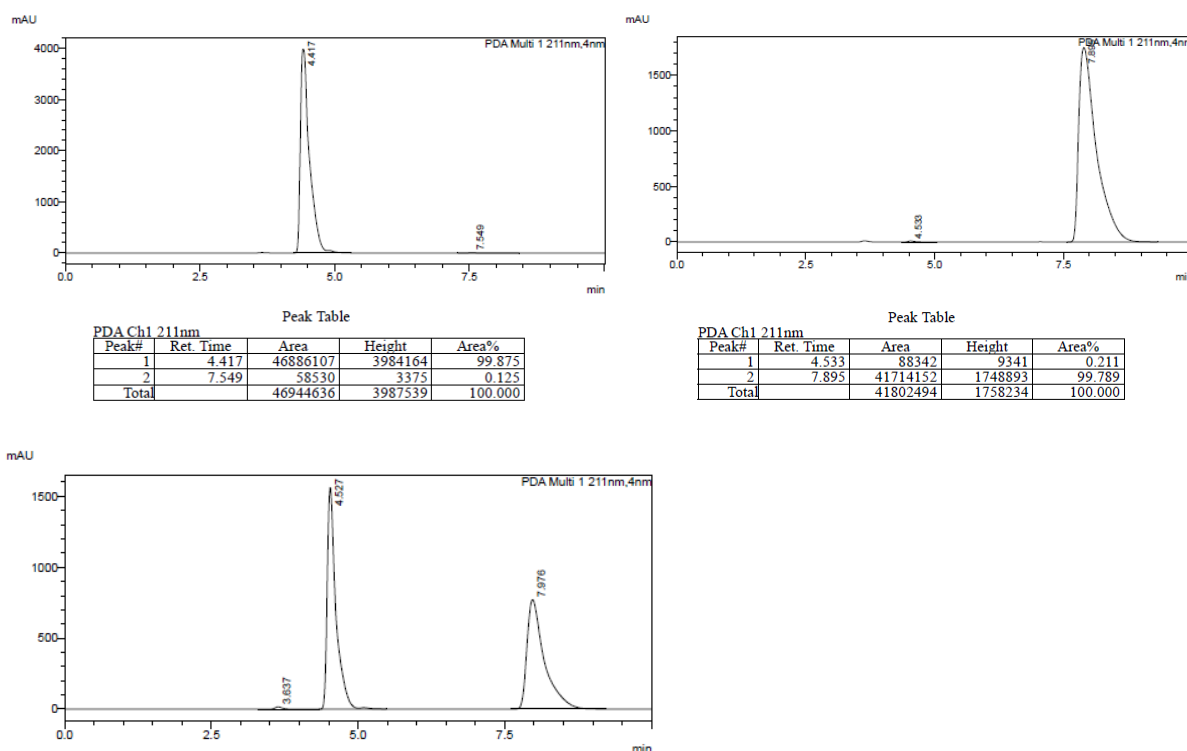 mAU
PDA Multi 1 211nm,4nm
4000
3000
2000
1000
0
4.417
7.549
0.0 2.5 5.0 7.5
min
Peak Table
PDA Ch1 211nm
Peak# Ret. Time Area Height Area%
1 4.417 46886107 3984164 99.875
2 7.549 58530 3375 0.125
Total 46944636 3987539 100.000
mAU
PDA Multi 1 211nm,4nm
1500
1000
500
0
4.533
0.0 2.5 5.0 7.5
min
Peak Table
PDA Ch1 211nm
Peak# Ret. Time Area Height Area%
1 4.533 88342 9341 0.211
2 7.895 41714152 1748893 99.789
Total 41802494 1758234 100.000
mAU
PDA Multi 1 211nm,4nm
1500
1000
500
0
3.637
4.527
7.976
0.0 2.5 5.0 7.5
min